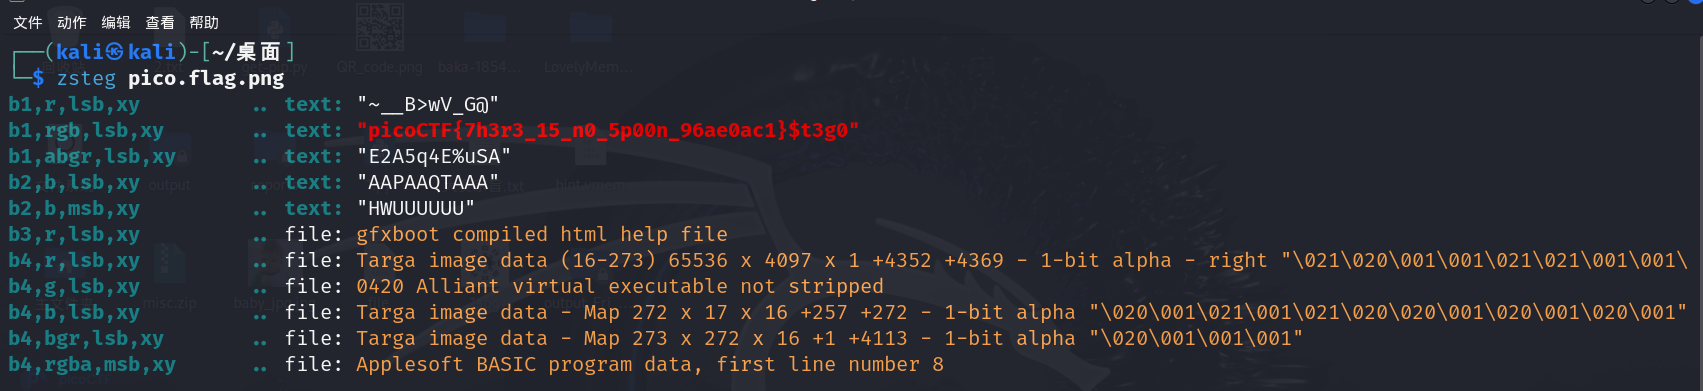 文件 动作 编辑 查看 帮助
┌──(kali㉿kali)-[~/桌面]
└─$ zsteg pico.flag.png
b1,r,lsb,xy .. text: "~__B>wV_G@"
b1,rgb,lsb,xy .. text: "picoCTF{7h3r3_15_n0_5p00n_96ae0ac1}$t3g0"
b1,abgr,lsb,xy .. text: "E2A5q4E%uSA"
b2,b,lsb,xy .. text: "AAPAAQTAAA"
b2,b,msb,xy .. text: "HWUUUUUU"
b3,r,lsb,xy .. file: gfxboot compiled html help file
b4,r,lsb,xy .. file: Targa image data (16-273) 65536 x 4097 x 1 +4352 +4369 - 1-bit alpha - right "\021\020\001\001\021\021\001\001\
b4,g,lsb,xy .. file: 0420 Alliant virtual executable not stripped
b4,b,lsb,xy .. file: Targa image data - Map 272 x 17 x 16 +257 +272 - 1-bit alpha "\020\001\021\001\021\020\020\001\020\001\020\001"
b4,bgr,lsb,xy .. file: Targa image data - Map 273 x 272 x 16 +1 +4113 - 1-bit alpha "\020\001\001\001"
b4,rgba,msb,xy .. file: Applesoft BASIC program data, first line number 8
QR_code.png
baka-1854...
LovelyMem...
output
misc.zip